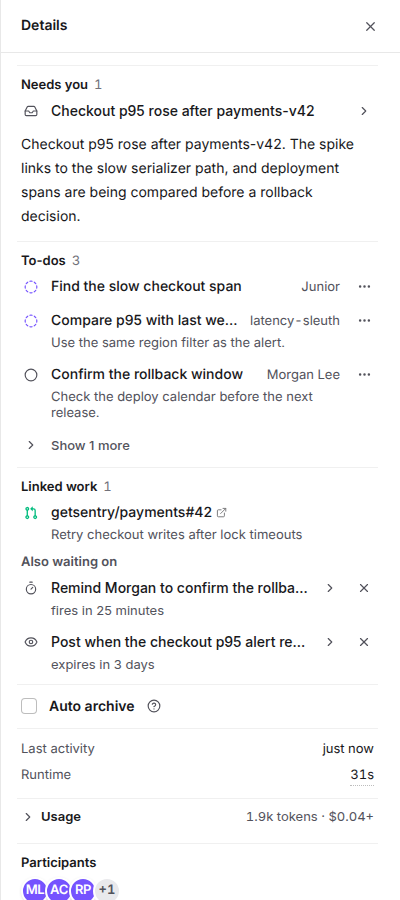 Details
Needs you 1
Checkout p95 rose after payments-v42
Checkout p95 rose after payments-v42. The spike
links to the slow serializer path, and deployment
spans are being compared before a rollback
decision.
To-dos 3
Find the slow checkout span Junior
Compare p95 with last we... latency-sleuth
Use the same region filter as the alert.
Confirm the rollback window Morgan Lee
Check the deploy calendar before the next
release.
Show 1 more
Linked work 1
getsentry/payments#42
Retry checkout writes after lock timeouts
Also waiting on
Remind Morgan to confirm the rollba...
fires in 25 minutes
Post when the checkout p95 alert re...
expires in 3 days
Auto archive
Last activity just now
Runtime 31s
Usage 1.9k tokens · $0.04+
Participants
ML AC RP +1